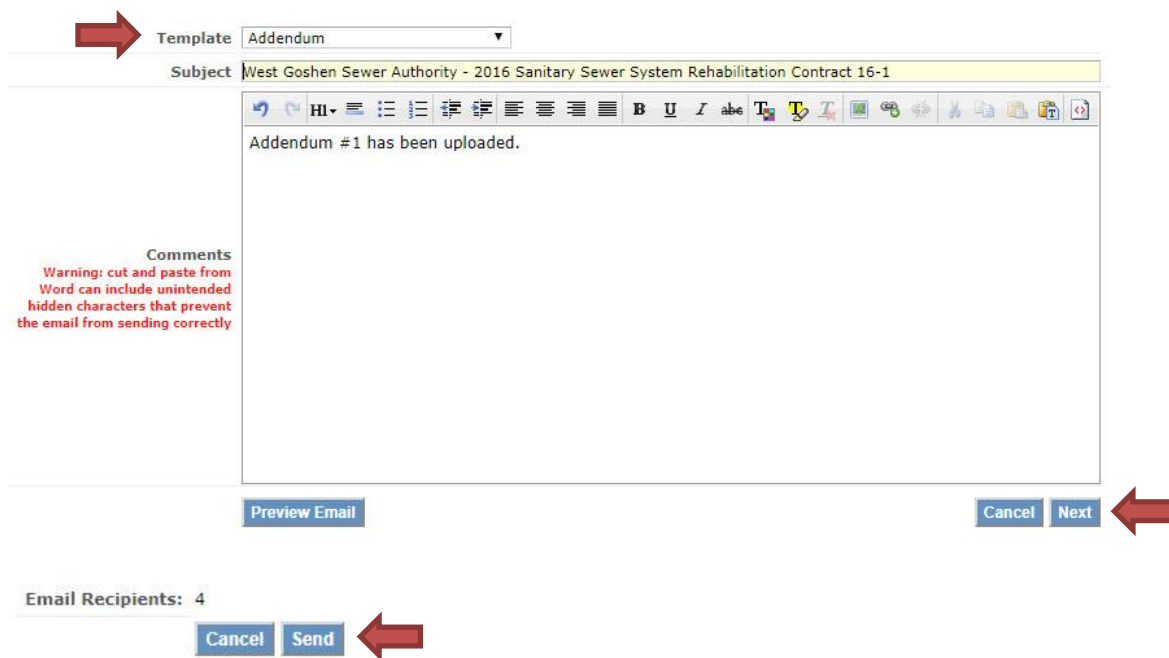 Template Addendum
Subject West Goshen Sewer Authority - 2016 Sanitary Sewer System Rehabilitation Contract 16-1
H1 B U I abc T T T
Addendum #1 has been uploaded.
Comments
Warning: cut and paste from
Word can include unintended
hidden characters that prevent
the email from sending correctly
Preview Email Cancel Next
Email Recipients: 4
Cancel Send